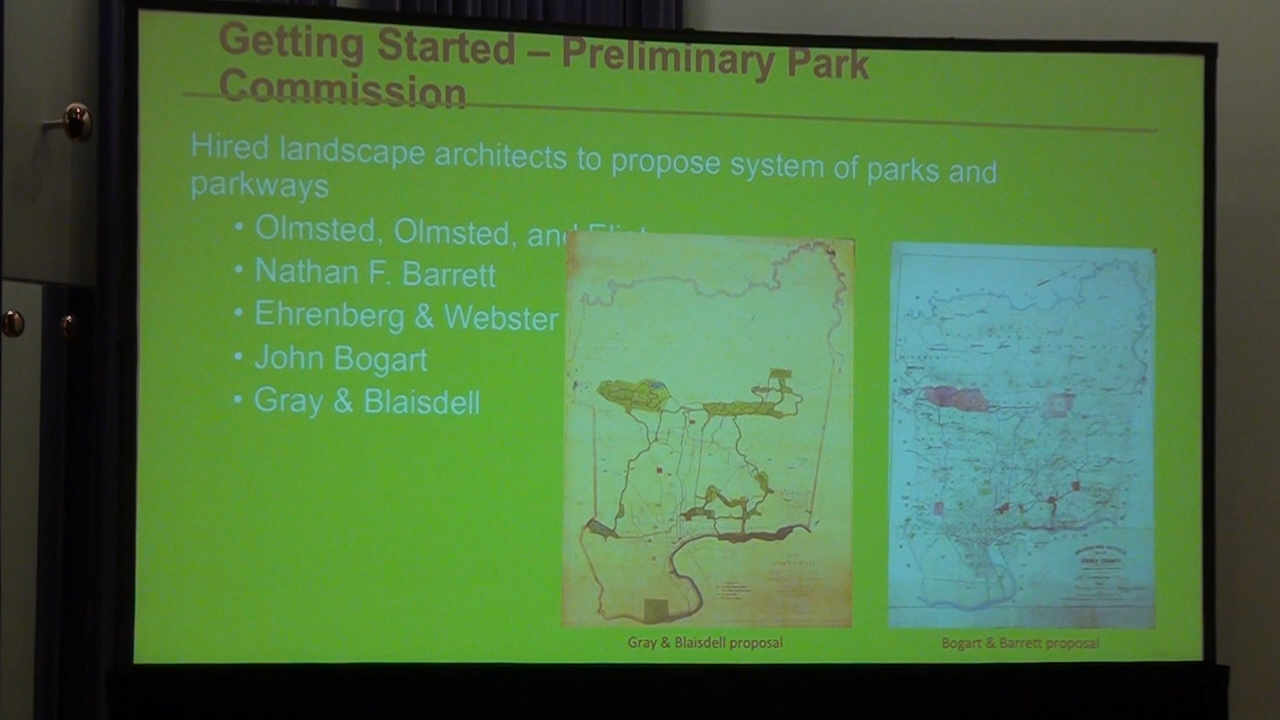 Getting Started – Preliminary Park
Commission
Hired landscape architects to propose system of parks and
parkways
• Olmsted, Olmsted, and
• Nathan F. Barrett
• Ehrenberg & Webster
• John Bogart
• Gray & Blaisdell
Gray & Blaisdell proposal
Bogart & Barrett proposal